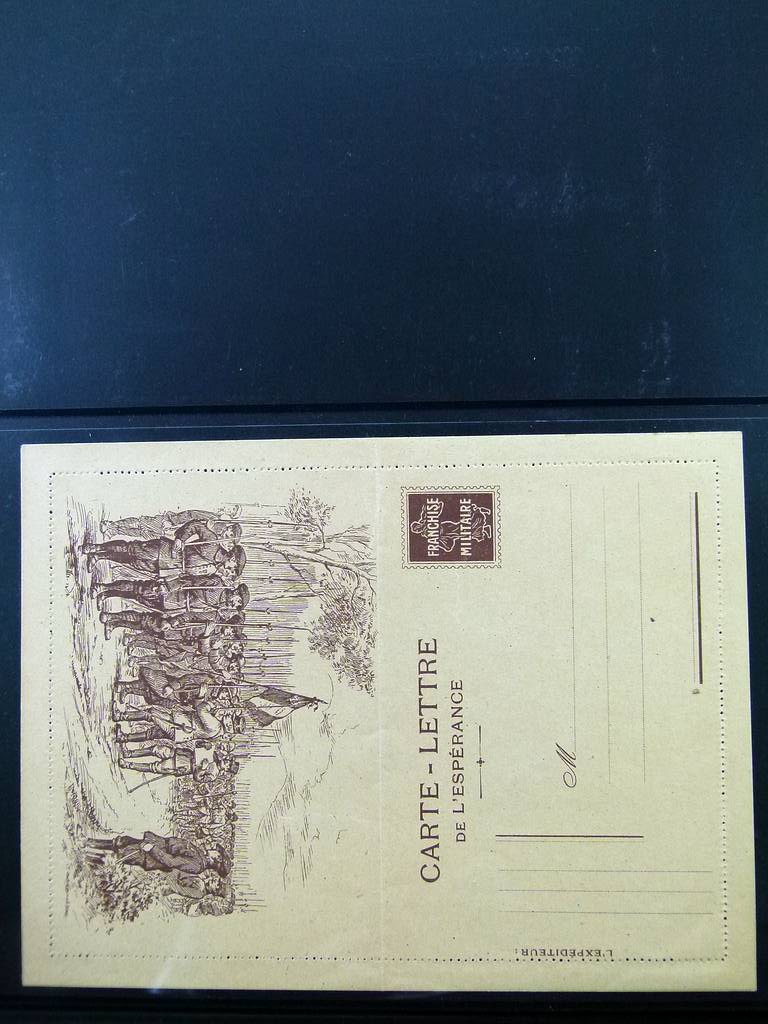 CARTE - LETTRE
DE L'ESPÉRANCE
FRANCHISE
MILITAIRE
M
L'EXPÉDITEUR: